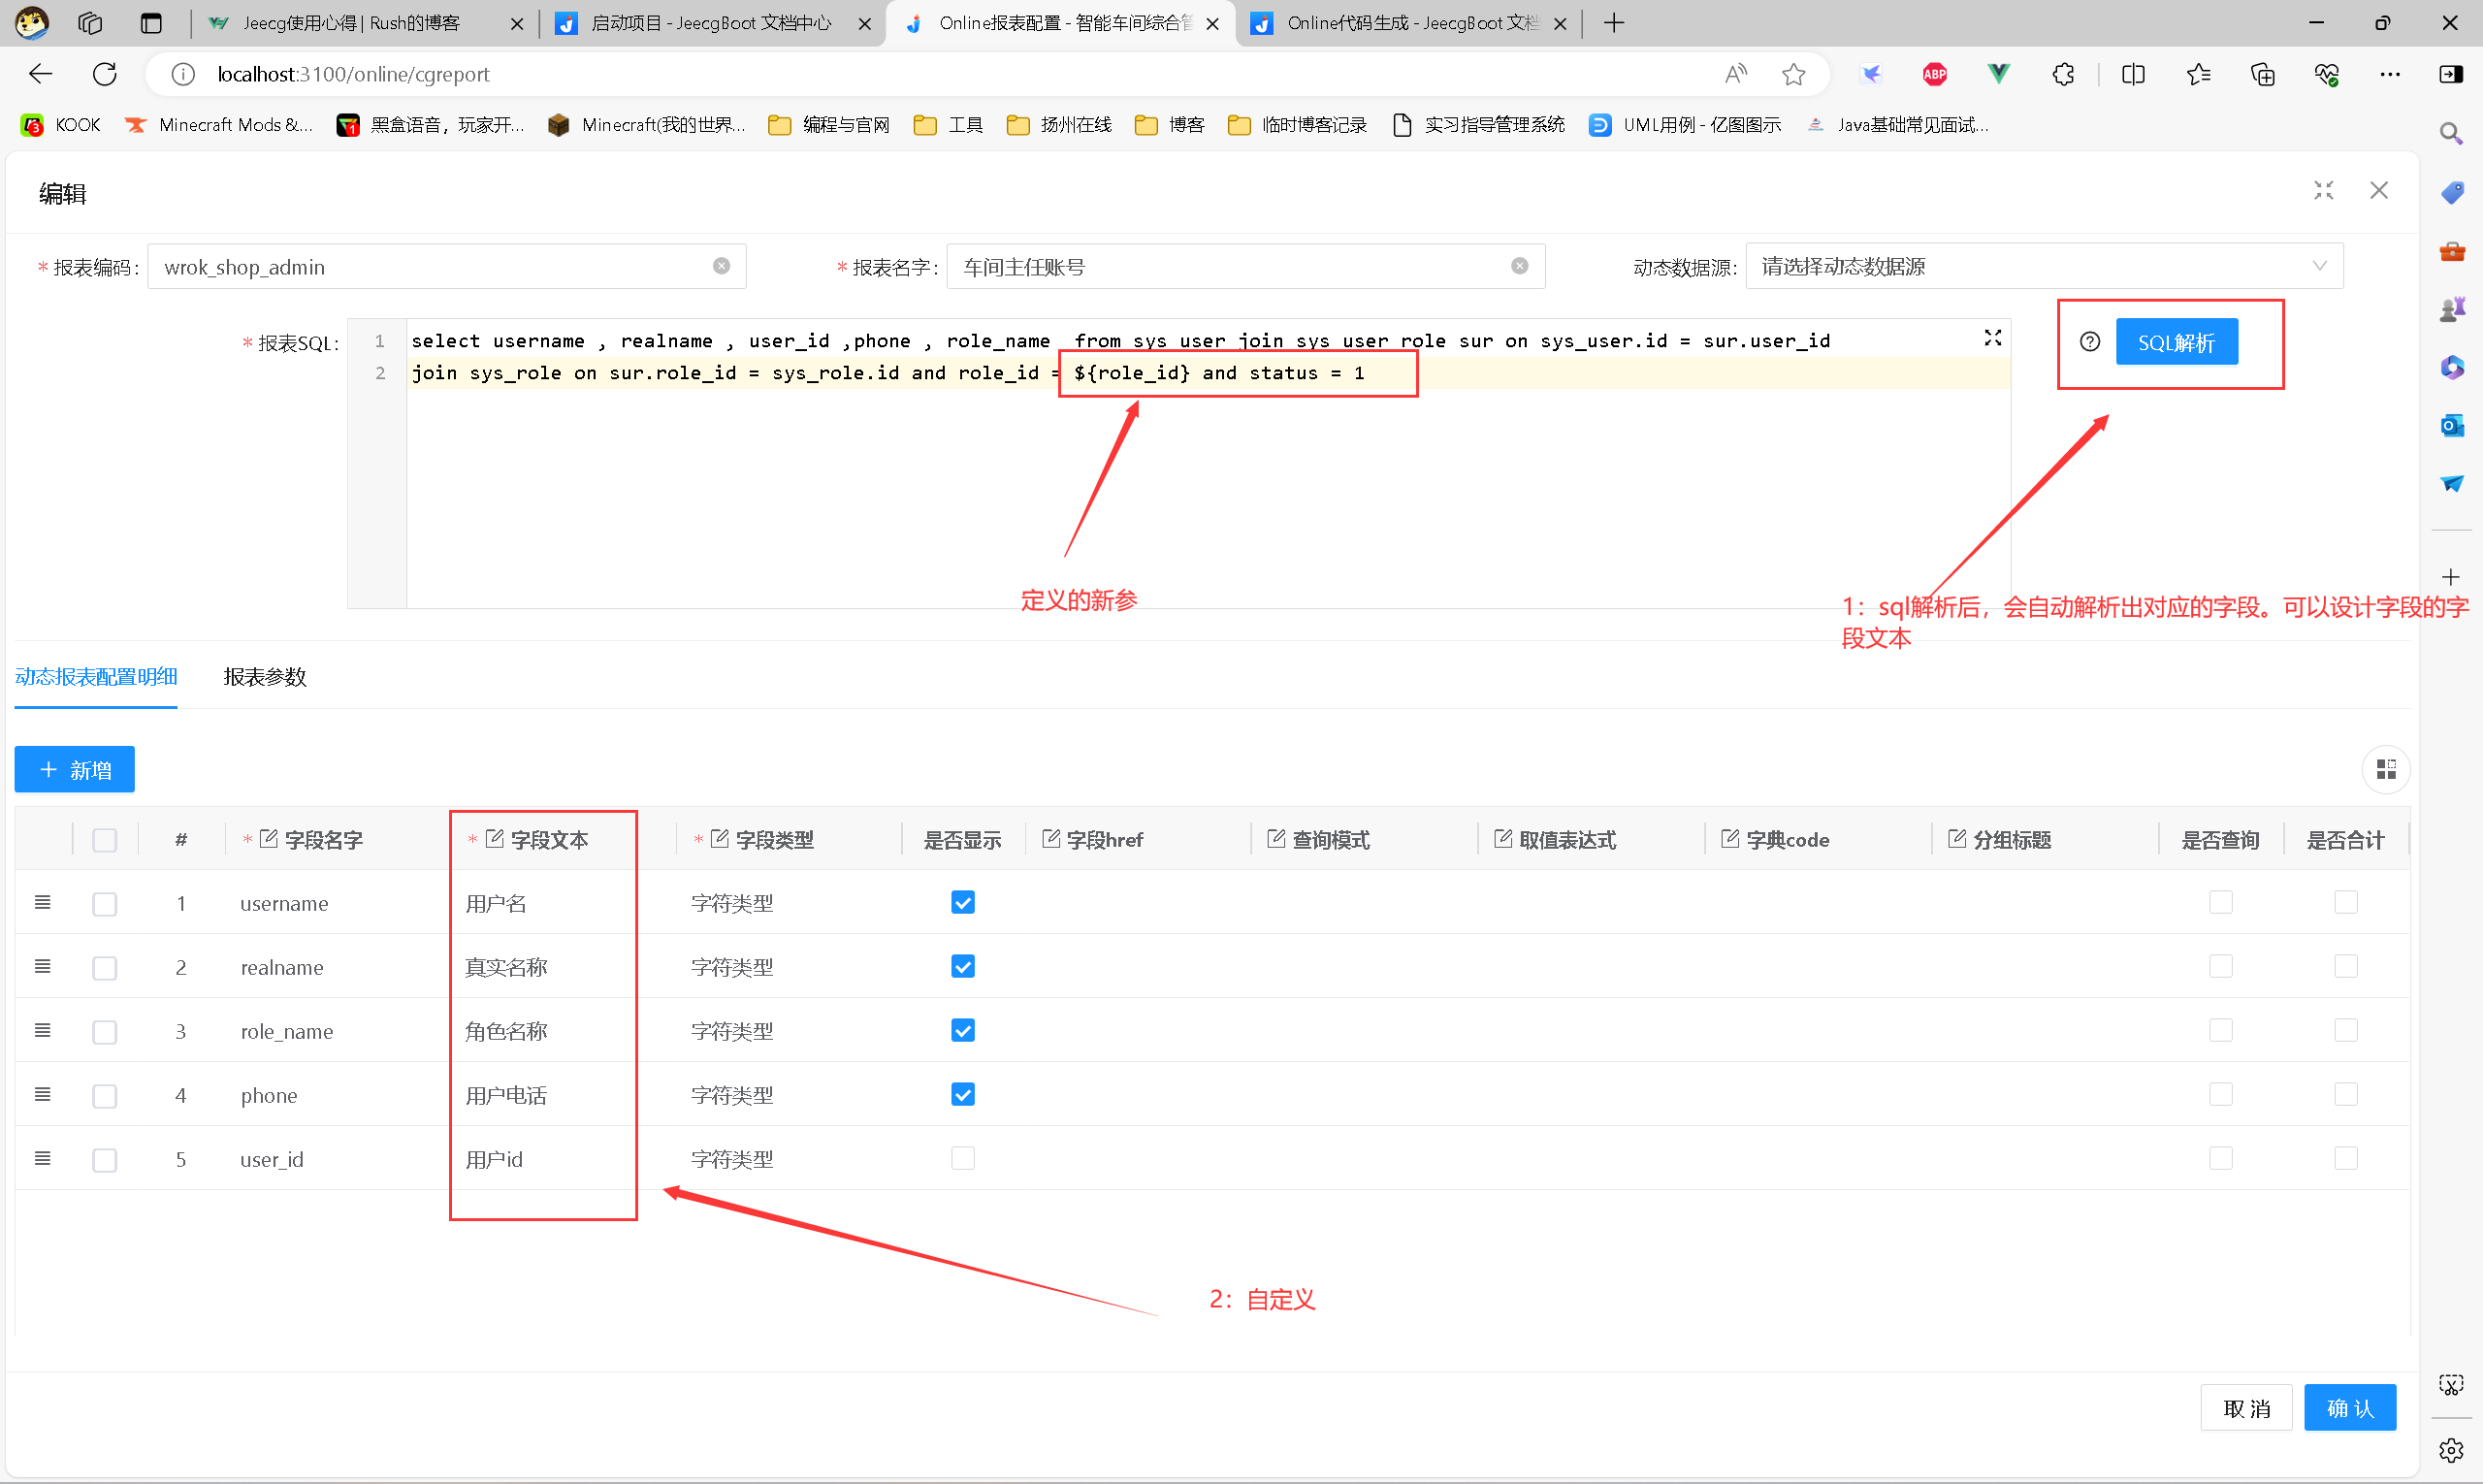 Jeecg使用心得 | Rush的博客
启动项目 - JeecgBoot 文档中心
Online报表配置 - 智能车间综合管
Online代码生成 - JeecgBoot 文档
localhost:3100/online/cgreport
KOOK
Minecraft Mods &...
黑盒语音，玩家开...
Minecraft(我的世界...
编程与官网
工具
扬州在线
博客
临时博客记录
实习指导管理系统
UML用例 - 亿图图示
Java基础常见面试...
编辑
* 报表编码: wrok_shop_admin
* 报表名字: 车间主任账号
动态数据源: 请选择动态数据源
* 报表SQL:
1 select username , realname , user_id ,phone , role_name  from sys_user join sys_user_role sur on sys_user.id = sur.user_id
2 join sys_role on sur.role_id = sys_role.id and role_id = ${role_id} and status = 1
SQL解析
定义的新参
1：sql解析后，会自动解析出对应的字段。可以设计字段的字
段文本
动态报表配置明细 报表参数
新增
# * 字段名字 * 字段文本 * 字段类型 是否显示 字段href 查询模式 取值表达式 字典code 分组标题 是否查询 是否合计
1 username 用户名 字符类型
2 realname 真实名称 字符类型
3 role_name 角色名称 字符类型
4 phone 用户电话 字符类型
5 user_id 用户id 字符类型
2：自定义
取 消 确 认